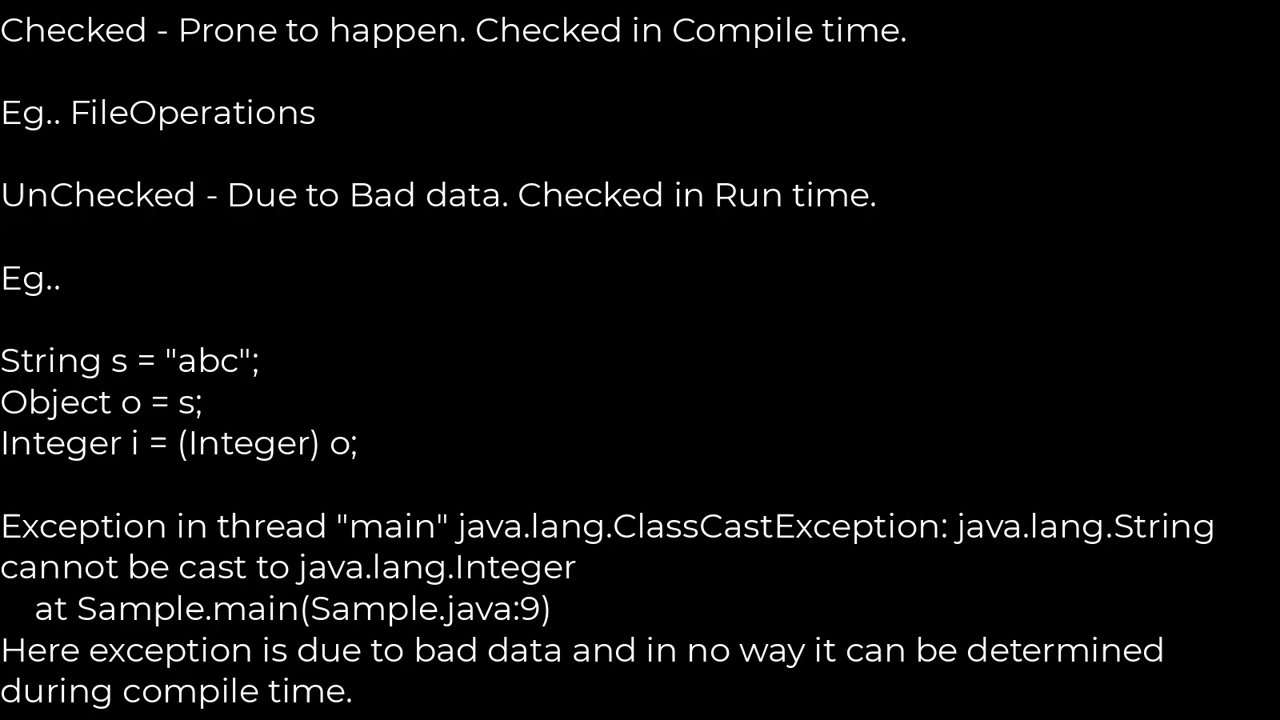 Checked - Prone to happen. Checked in Compile time.
Eg.. FileOperations
UnChecked - Due to Bad data. Checked in Run time.
Eg..
String s = "abc";
Object o = s;
Integer i = (Integer) o;
Exception in thread "main" java.lang.ClassCastException: java.lang.String
cannot be cast to java.lang.Integer
at Sample.main(Sample.java:9)
Here exception is due to bad data and in no way it can be determined
during compile time.